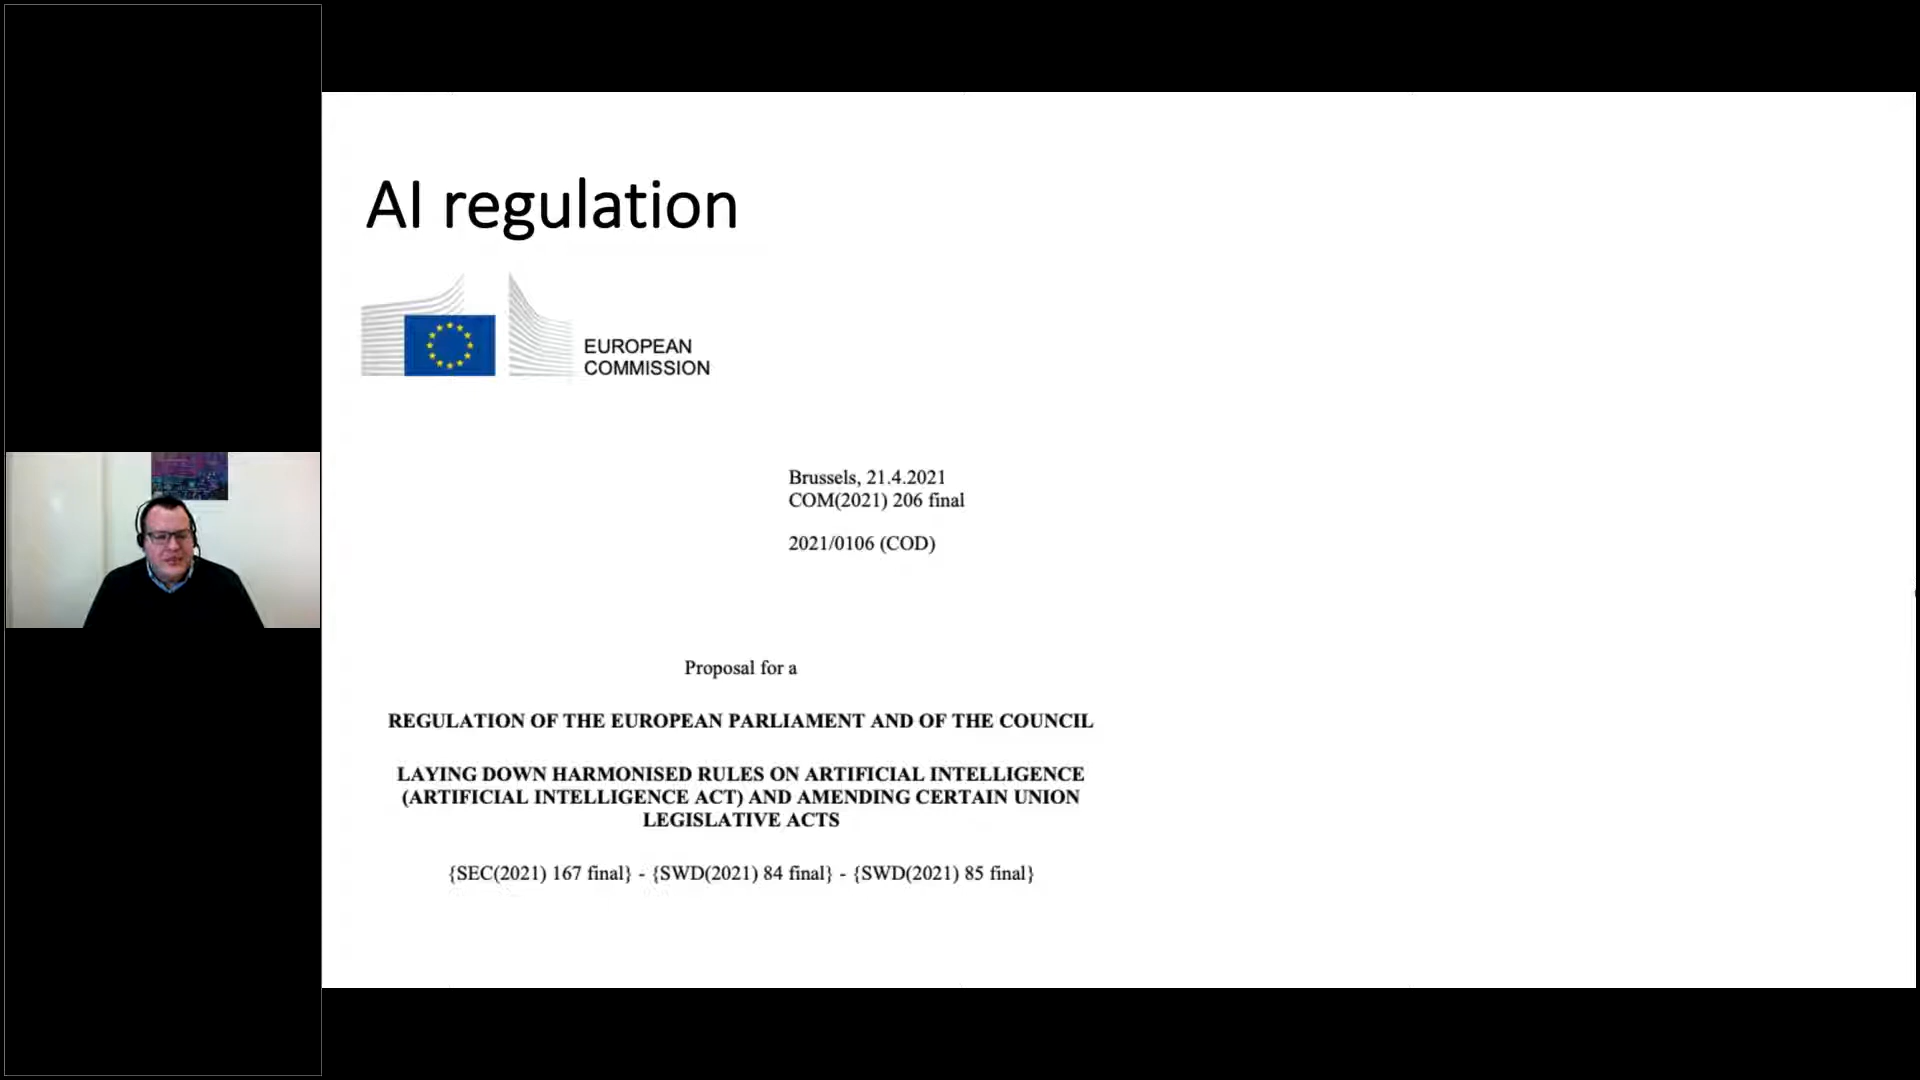 AI regulation
EUROPEAN
COMMISSION
Brussels, 21.4.2021
COM(2021) 206 final
2021/0106 (COD)
Proposal for a
REGULATION OF THE EUROPEAN PARLIAMENT AND OF THE COUNCIL
LAYING DOWN HARMONISED RULES ON ARTIFICIAL INTELLIGENCE
(ARTIFICIAL INTELLIGENCE ACT) AND AMENDING CERTAIN UNION
LEGISLATIVE ACTS
{SEC(2021) 167 final} - {SWD(2021) 84 final} - {SWD(2021) 85 final}